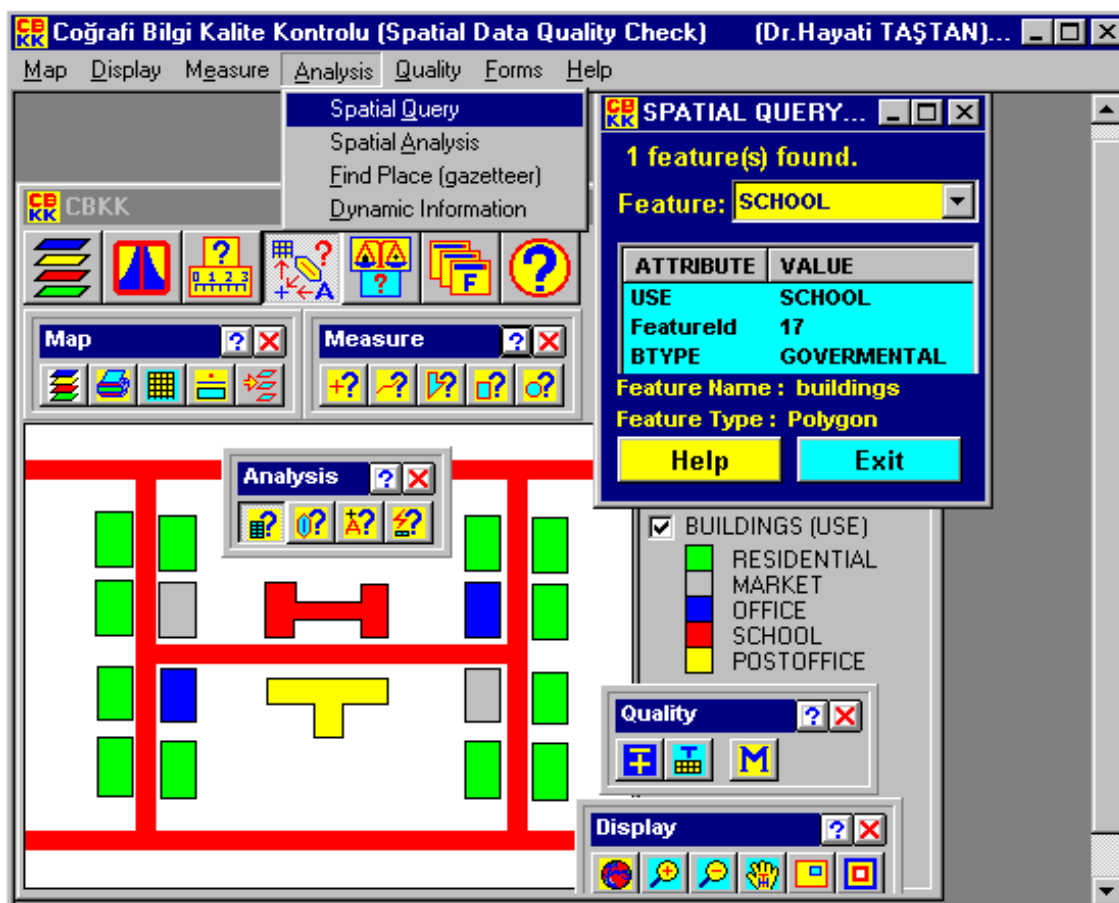 CB KK Coğrafi Bilgi Kalite Kontrolu (Spatial Data Quality Check) (Dr.Hayati TAŞTAN)...
Map Display Measure Analysis Quality Forms Help
Spatial Query
Spatial Analysis
Find Place (gazetteer)
Dynamic Information
CB KK SPATIAL QUERY...
1 feature(s) found.
Feature: SCHOOL
ATTRIBUTE VALUE
USE SCHOOL
FeatureId 17
BTYPE GOVERMENTAL
Feature Name : buildings
Feature Type : Polygon
Help Exit
CB KK CBKK
? 0 1 2 3 ? A ? F ?
Map ?
Measure ?
+? ? ? ? ?
Analysis ?
? ? A? ?
BUILDINGS (USE)
RESIDENTIAL
MARKET
OFFICE
SCHOOL
POSTOFFICE
Quality ?
T M
Display ?